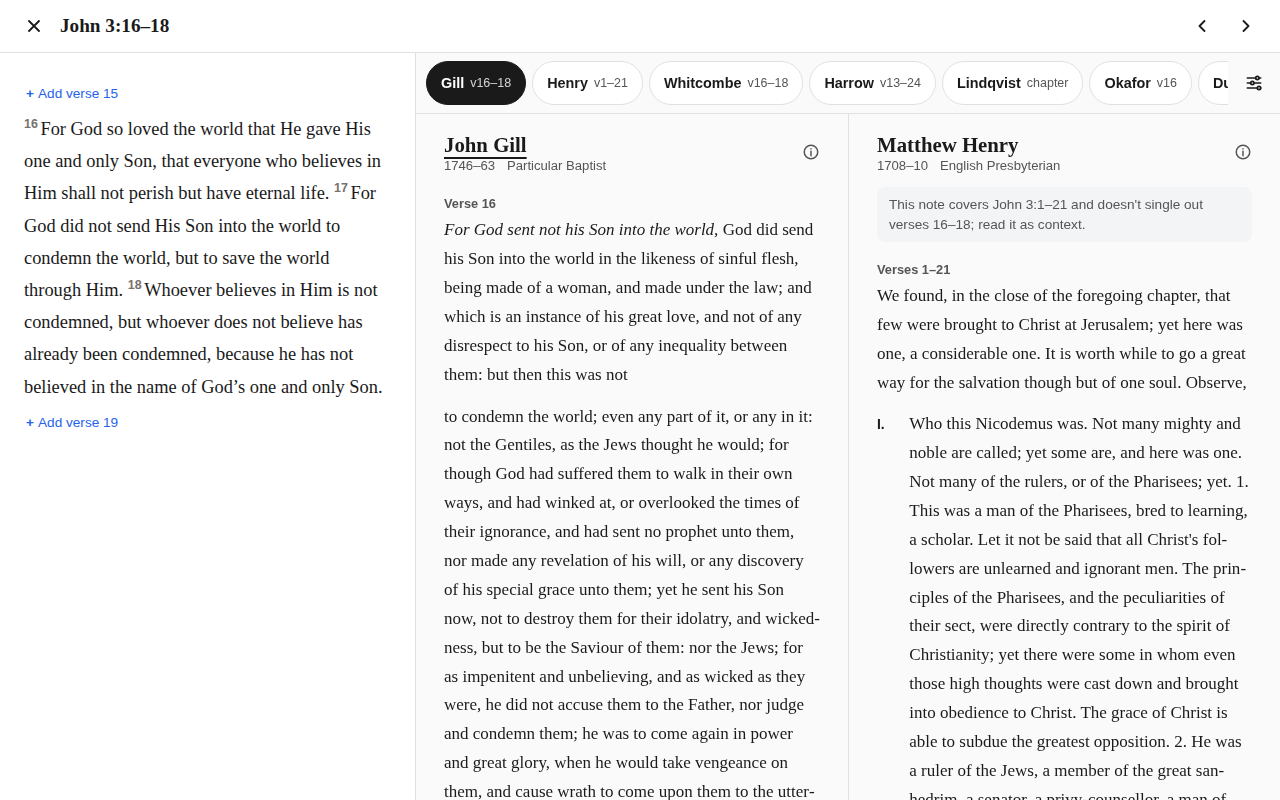 John 3:16–18
+ Add verse 15
16 For God so loved the world that He gave His
one and only Son, that everyone who believes in
Him shall not perish but have eternal life. 17 For
God did not send His Son into the world to
condemn the world, but to save the world
through Him. 18 Whoever believes in Him is not
condemned, but whoever does not believe has
already been condemned, because he has not
believed in the name of God’s one and only Son.
+ Add verse 19
Gill v16–18
Henry v1–21
Whitcombe v16–18
Harrow v13–24
Lindqvist chapter
Okafor v16
John Gill
1746–63 Particular Baptist
Verse 16
For God sent not his Son into the world, God did send
his Son into the world in the likeness of sinful flesh,
being made of a woman, and made under the law; and
which is an instance of his great love, and not of any
disrespect to his Son, or of any inequality between
them: but then this was not
to condemn the world; even any part of it, or any in it:
not the Gentiles, as the Jews thought he would; for
though God had suffered them to walk in their own
ways, and had winked at, or overlooked the times of
their ignorance, and had sent no prophet unto them,
nor made any revelation of his will, or any discovery
of his special grace unto them; yet he sent his Son
now, not to destroy them for their idolatry, and wicked-
ness, but to be the Saviour of them: nor the Jews; for
as impenitent and unbelieving, and as wicked as they
were, he did not accuse them to the Father, nor judge
and condemn them; he was to come again in power
and great glory, when he would take vengeance on
them, and cause wrath to come upon them to the utter-
Matthew Henry
1708–10 English Presbyterian
This note covers John 3:1–21 and doesn't single out
verses 16–18; read it as context.
Verses 1–21
We found, in the close of the foregoing chapter, that
few were brought to Christ at Jerusalem; yet here was
one, a considerable one. It is worth while to go a great
way for the salvation though but of one soul. Observe,
I. Who this Nicodemus was. Not many mighty and
noble are called; yet some are, and here was one.
Not many of the rulers, or of the Pharisees; yet. 1.
This was a man of the Pharisees, bred to learning,
a scholar. Let it not be said that all Christ's fol-
lowers are unlearned and ignorant men. The prin-
ciples of the Pharisees, and the peculiarities of
their sect, were directly contrary to the spirit of
Christianity; yet there were some in whom even
those high thoughts were cast down and brought
into obedience to Christ. The grace of Christ is
able to subdue the greatest opposition. 2. He was
a ruler of the Jews, a member of the great san-
hedrim, a senator, a privy-counsellor, a man of